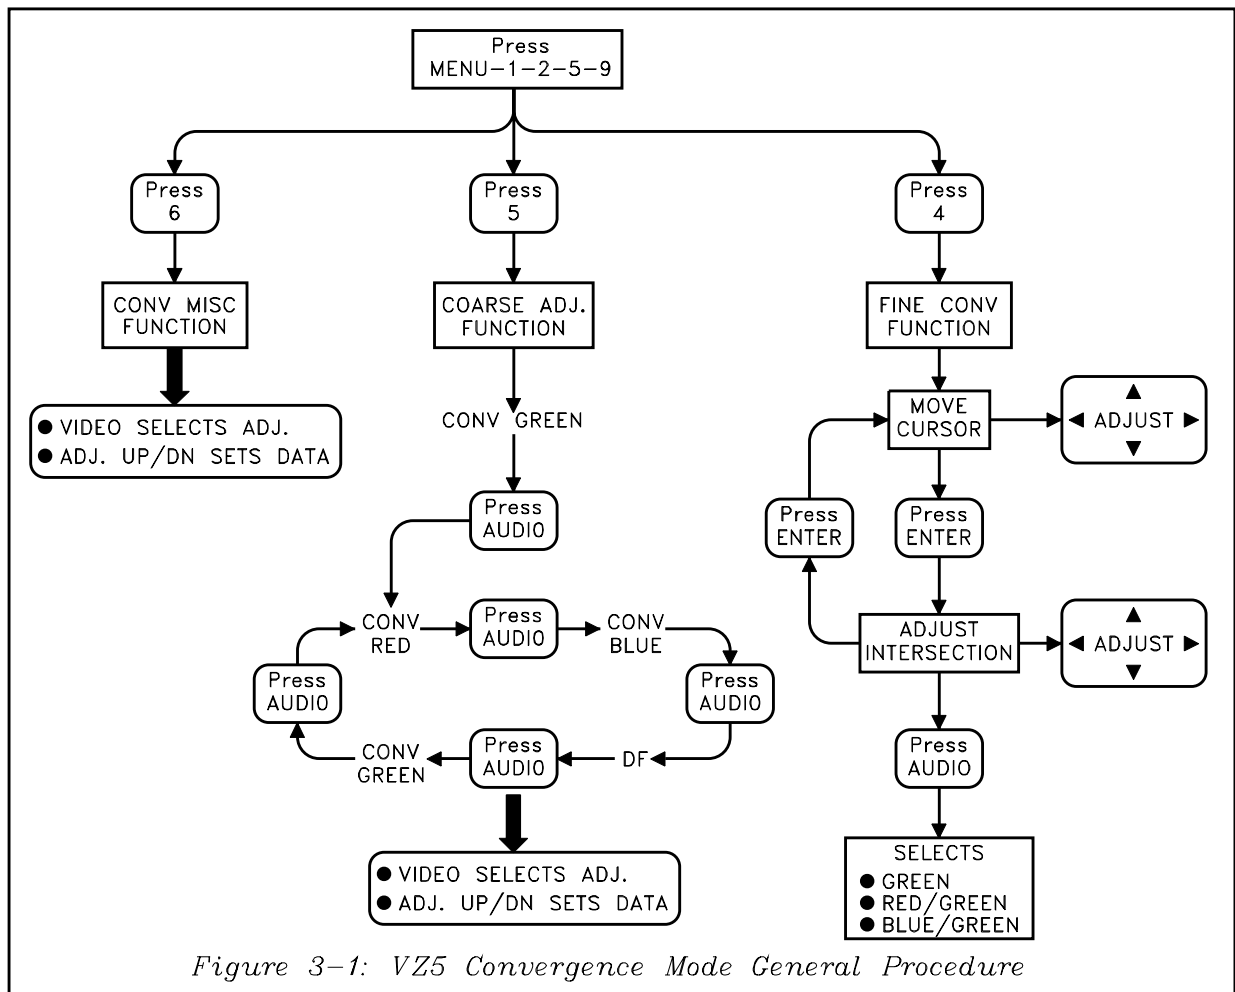 Press
MENU-1-2-5-9
Press
6
Press
5
Press
4
CONV MISC
FUNCTION
COARSE ADJ.
FUNCTION
FINE CONV
FUNCTION
● VIDEO SELECTS ADJ.
● ADJ. UP/DN SETS DATA
CONV GREEN
MOVE
CURSOR
ADJUST
Press
AUDIO
Press
ENTER
Press
ENTER
CONV
RED
Press
AUDIO
CONV
BLUE
ADJUST
INTERSECTION
ADJUST
Press
AUDIO
Press
AUDIO
CONV
GREEN
Press
AUDIO
DF
Press
AUDIO
● VIDEO SELECTS ADJ.
● ADJ. UP/DN SETS DATA
SELECTS
● GREEN
● RED/GREEN
● BLUE/GREEN
Figure 3-1: VZ5 Convergence Mode General Procedure